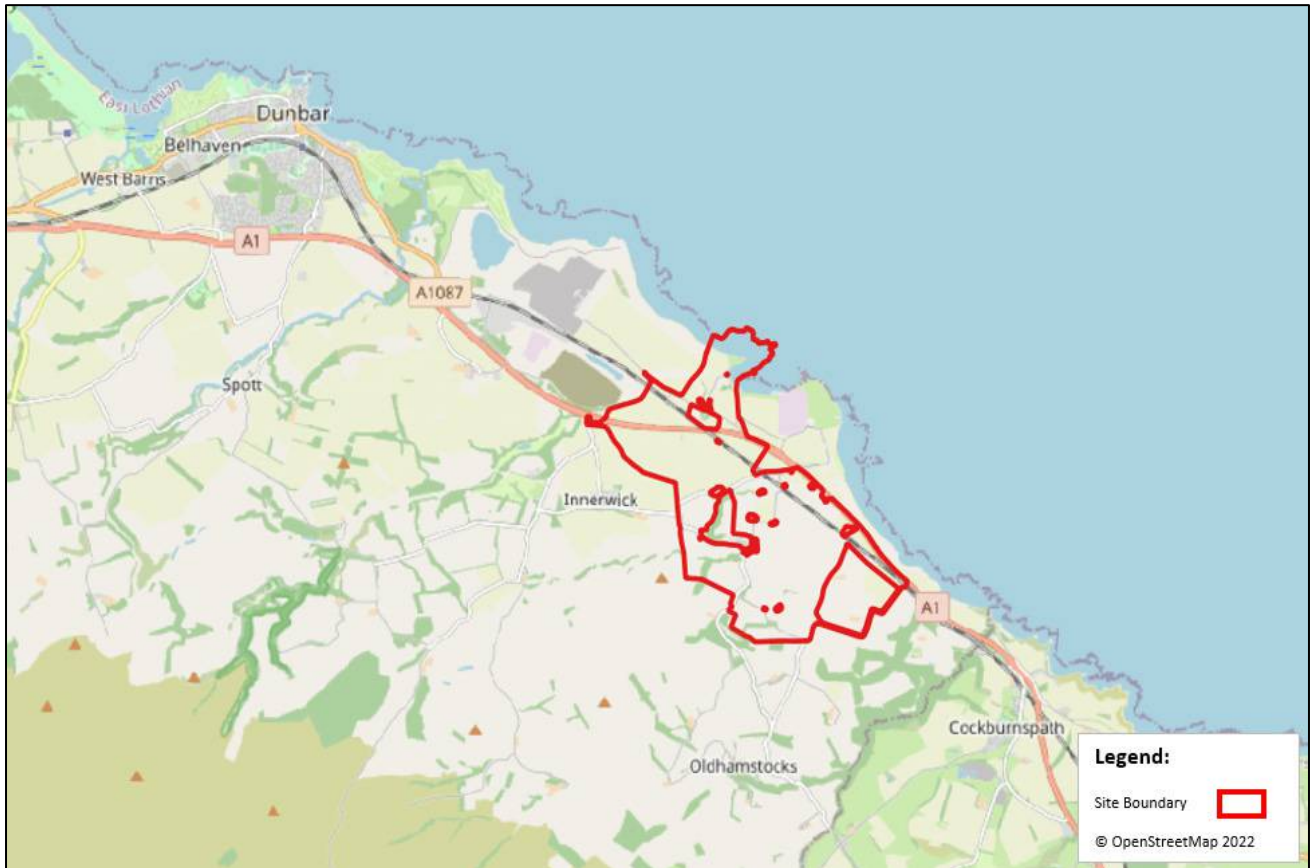 East Lothian
Dunbar
Belhaven
West Barns
A1
A1087
Spott
Innerwick
A1
Cockburnspath
Oldhamstocks
Legend:
Site Boundary
© OpenStreetMap 2022